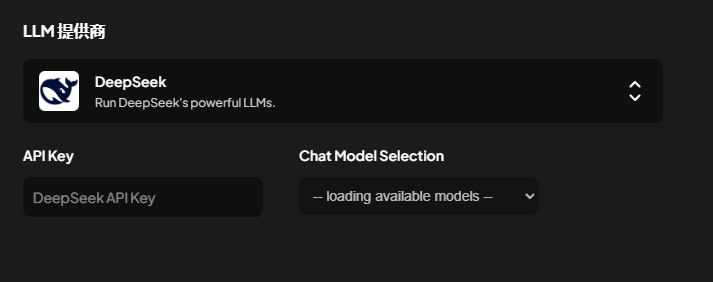 LLM 提供商
DeepSeek
Run DeepSeek's powerful LLMs.
API Key
Chat Model Selection
DeepSeek API Key
-- loading available models --